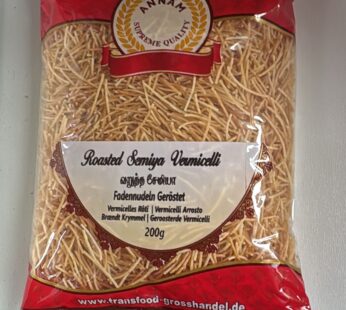 ANNAM
SUPREME QUALITY
Roasted Semiya Vermicelli
வறுத்த சேமியா
Fadennudeln Geröstet
Vermicelles Rôti | Vermicelli Arrosto
Brændt Krymmel | Geroosterde Vermicelli
200g
www.transfood-grosshandel.de